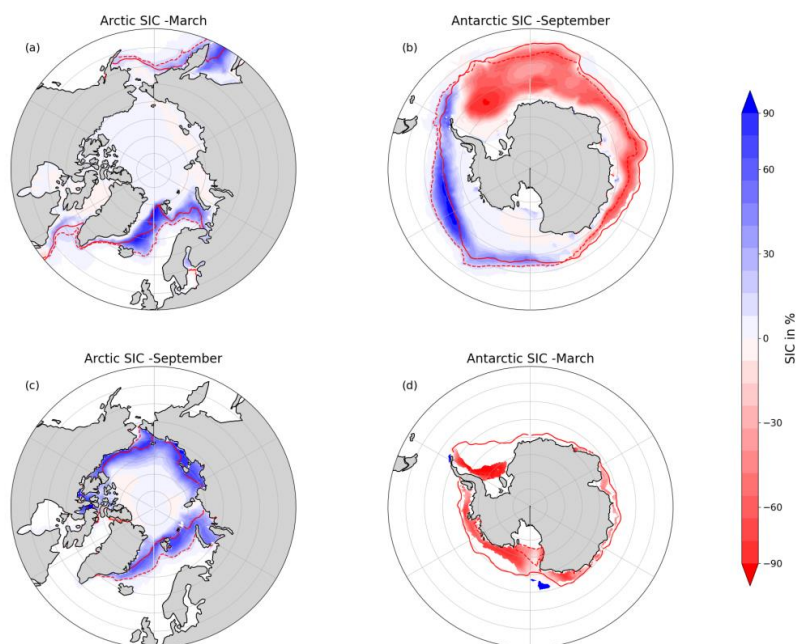 Arctic SIC -March
Antarctic SIC -September
(a)
(b)
90
60
30
0
−30
−60
−90
SIC in %
Arctic SIC -September
Antarctic SIC -March
(c)
(d)